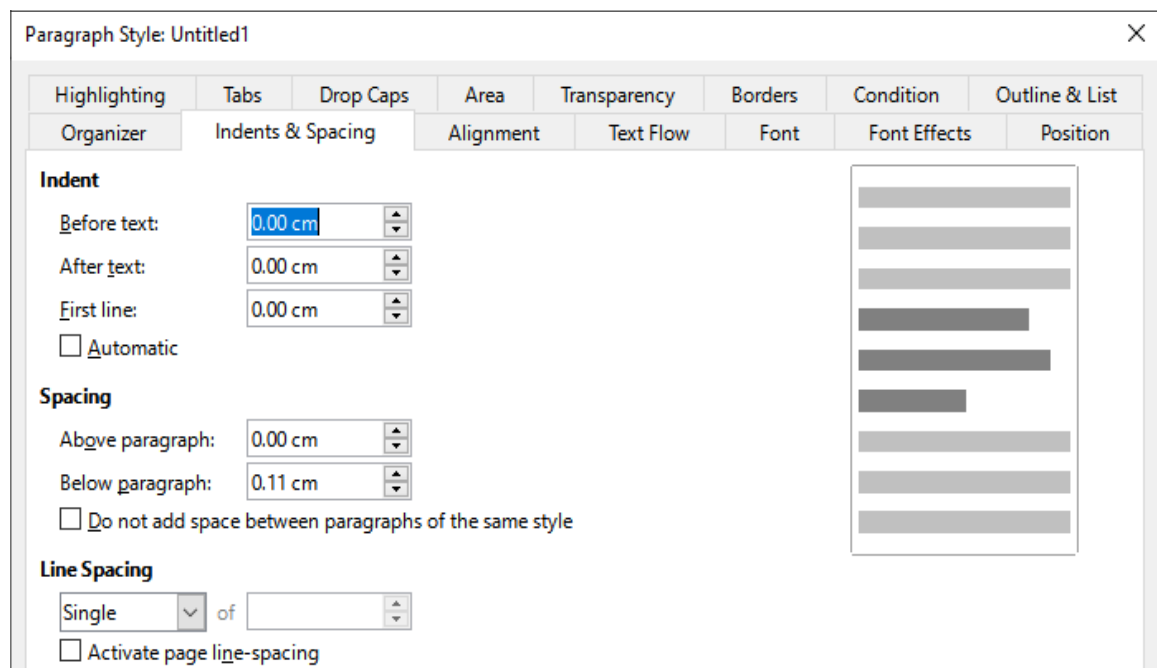 Paragraph Style: Untitled1
Highlighting Tabs Drop Caps Area Transparency Borders Condition Outline & List
Organizer Indents & Spacing Alignment Text Flow Font Font Effects Position
Indent
Before text: 0.00 cm
After text: 0.00 cm
First line: 0.00 cm
Automatic
Spacing
Above paragraph: 0.00 cm
Below paragraph: 0.11 cm
Do not add space between paragraphs of the same style
Line Spacing
Single of
Activate page line-spacing